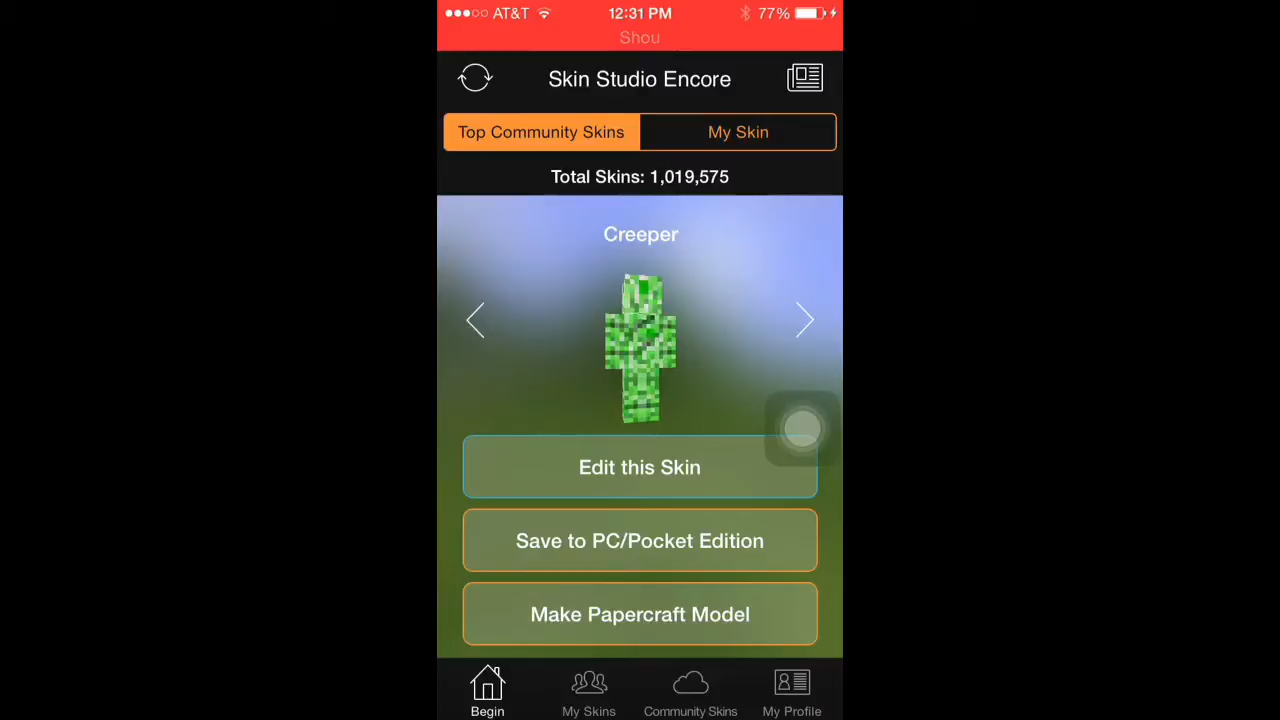 AT&T 12:31 PM 77%
Shou
Skin Studio Encore
Top Community Skins My Skin
Total Skins: 1,019,575
Creeper
Edit this Skin
Save to PC/Pocket Edition
Make Papercraft Model
Begin My Skins Community Skins My Profile